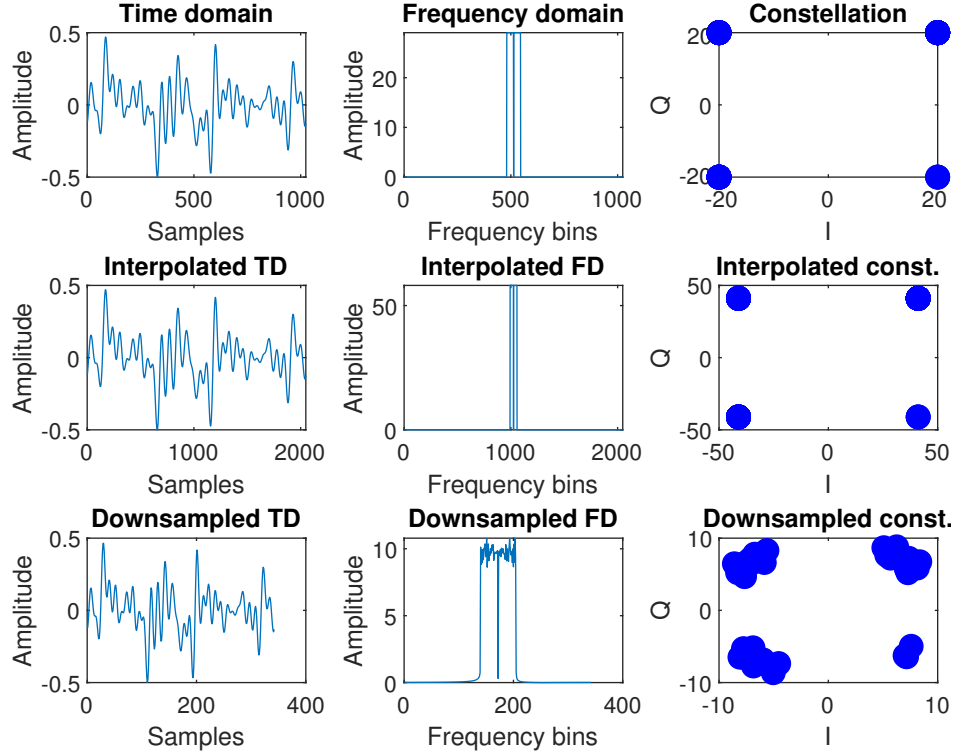 Time domain
Frequency domain
Constellation
0.5
0
-0.5
Amplitude
0
500
1000
Samples
20
10
0
Amplitude
0
500
1000
Frequency bins
20
0
-20
Q
-20
0
20
I
Interpolated TD
Interpolated FD
Interpolated const.
0.5
0
-0.5
Amplitude
0
1000
2000
Samples
50
0
Amplitude
0
1000
2000
Frequency bins
50
0
-50
Q
-50
0
50
I
Downsampled TD
Downsampled FD
Downsampled const.
0.5
0
-0.5
Amplitude
0
200
400
Samples
10
5
0
Amplitude
0
200
400
Frequency bins
10
0
-10
Q
-10
0
10
I